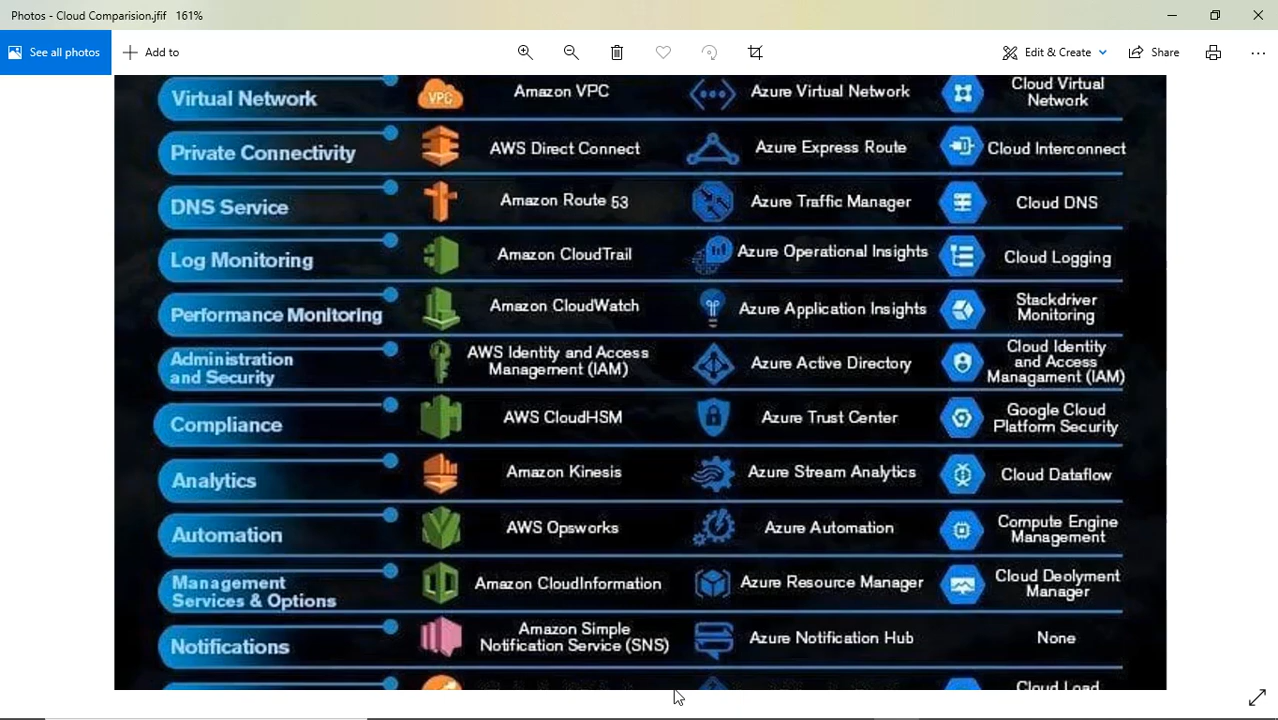 Photos - Cloud Comparision.jfif 161%
See all photos
Add to
Edit & Create
Share
Virtual Network
VPC
Amazon VPC
Azure Virtual Network
Cloud Virtual
Network
Private Connectivity
AWS Direct Connect
Azure Express Route
Cloud Interconnect
DNS Service
Amazon Route 53
Azure Traffic Manager
Cloud DNS
Log Monitoring
Amazon CloudTrail
Azure Operational Insights
Cloud Logging
Performance Monitoring
Amazon CloudWatch
Azure Application Insights
Stackdriver
Monitoring
Administration
and Security
AWS Identity and Access
Management (IAM)
Azure Active Directory
Cloud Identity
and Access
Managament (IAM)
Compliance
AWS CloudHSM
Azure Trust Center
Google Cloud
Platform Security
Analytics
Amazon Kinesis
Azure Stream Analytics
Cloud Dataflow
Automation
AWS Opsworks
Azure Automation
Compute Engine
Management
Management
Services & Options
Amazon CloudInformation
Azure Resource Manager
Cloud Deolyment
Manager
Notifications
Amazon Simple
Notification Service (SNS)
Azure Notification Hub
None
Cloud Load